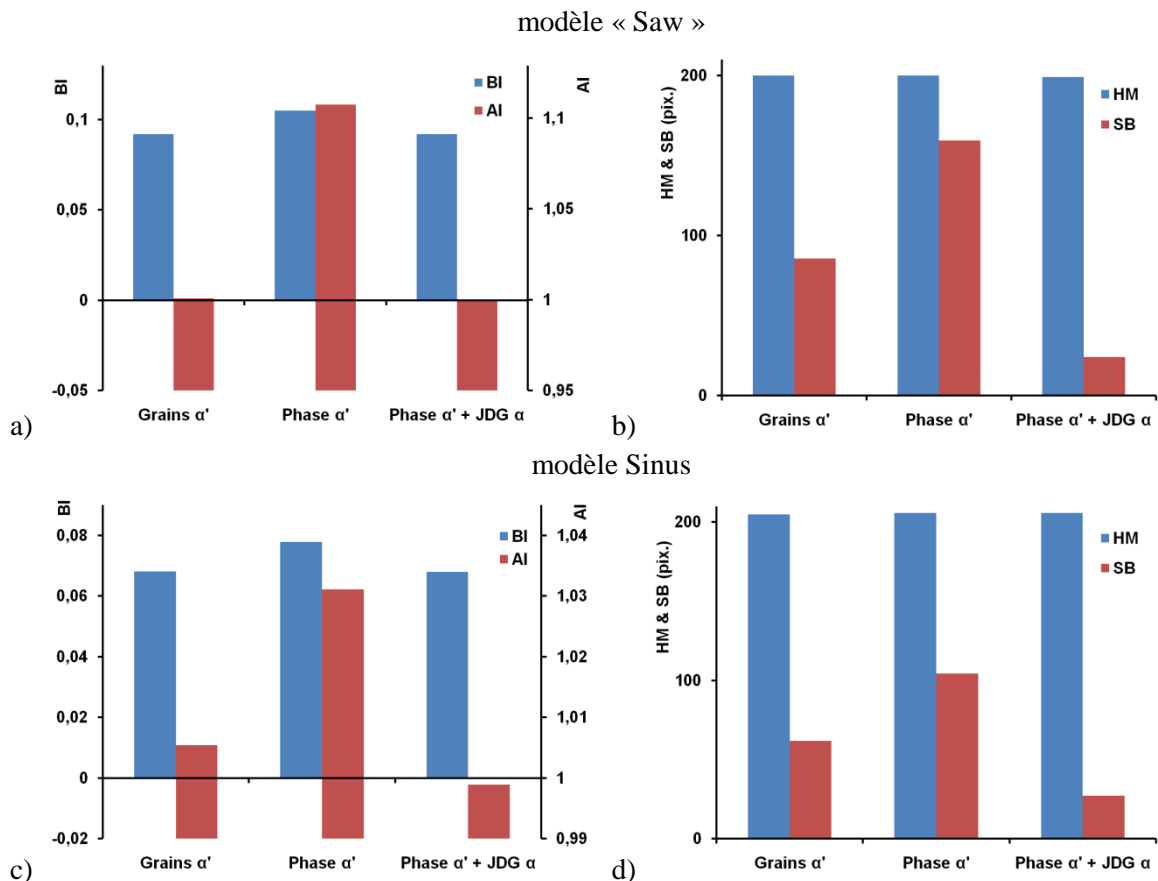 modèle « Saw »
BI
AI
BI
AI
0,1
0,05
0
-0,05
1,1
1,05
1
0,95
Grains α' Phase α' Phase α' + JDG α
a)
HM & SB (pix.)
200
100
0
HM
SB
Grains α' Phase α' Phase α' + JDG α
b)
modèle Sinus
BI
AI
BI
AI
0,08
0,06
0,04
0,02
0
-0,02
1,04
1,03
1,02
1,01
1
0,99
Grains α' Phase α' Phase α' + JDG α
c)
HM & SB (pix.)
200
100
0
HM
SB
Grains α' Phase α' Phase α' + JDG α
d)